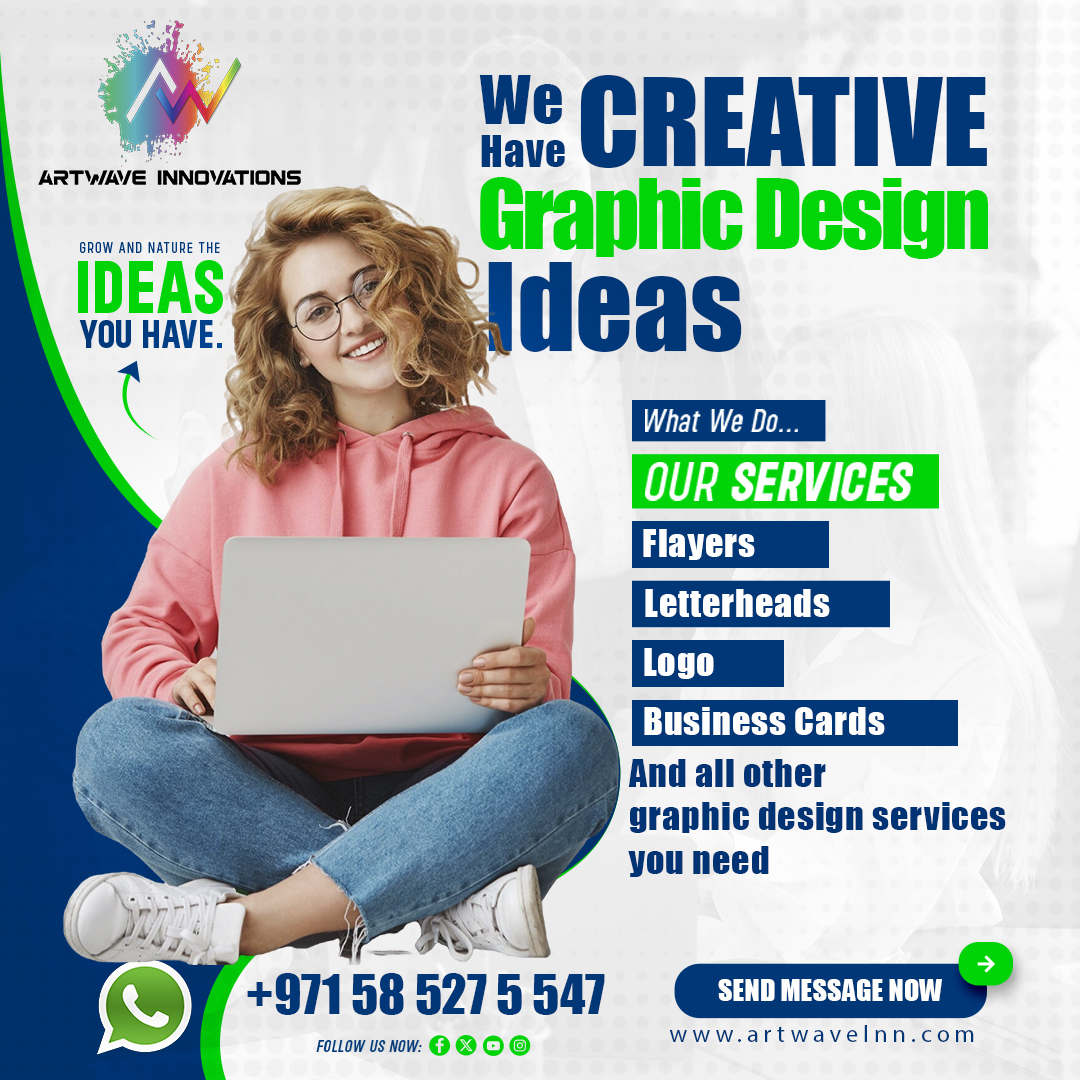 ARTWAVE INNOVATIONS
We
Have
CREATIVE
Graphic Design
Ideas
GROW AND NATURE THE
IDEAS
YOU HAVE.
What We Do...
OUR SERVICES
Flayers
Letterheads
Logo
Business Cards
And all other
graphic design services
you need
+971 58 527 5 547
FOLLOW US NOW:
SEND MESSAGE NOW
www.artwaveInn.com